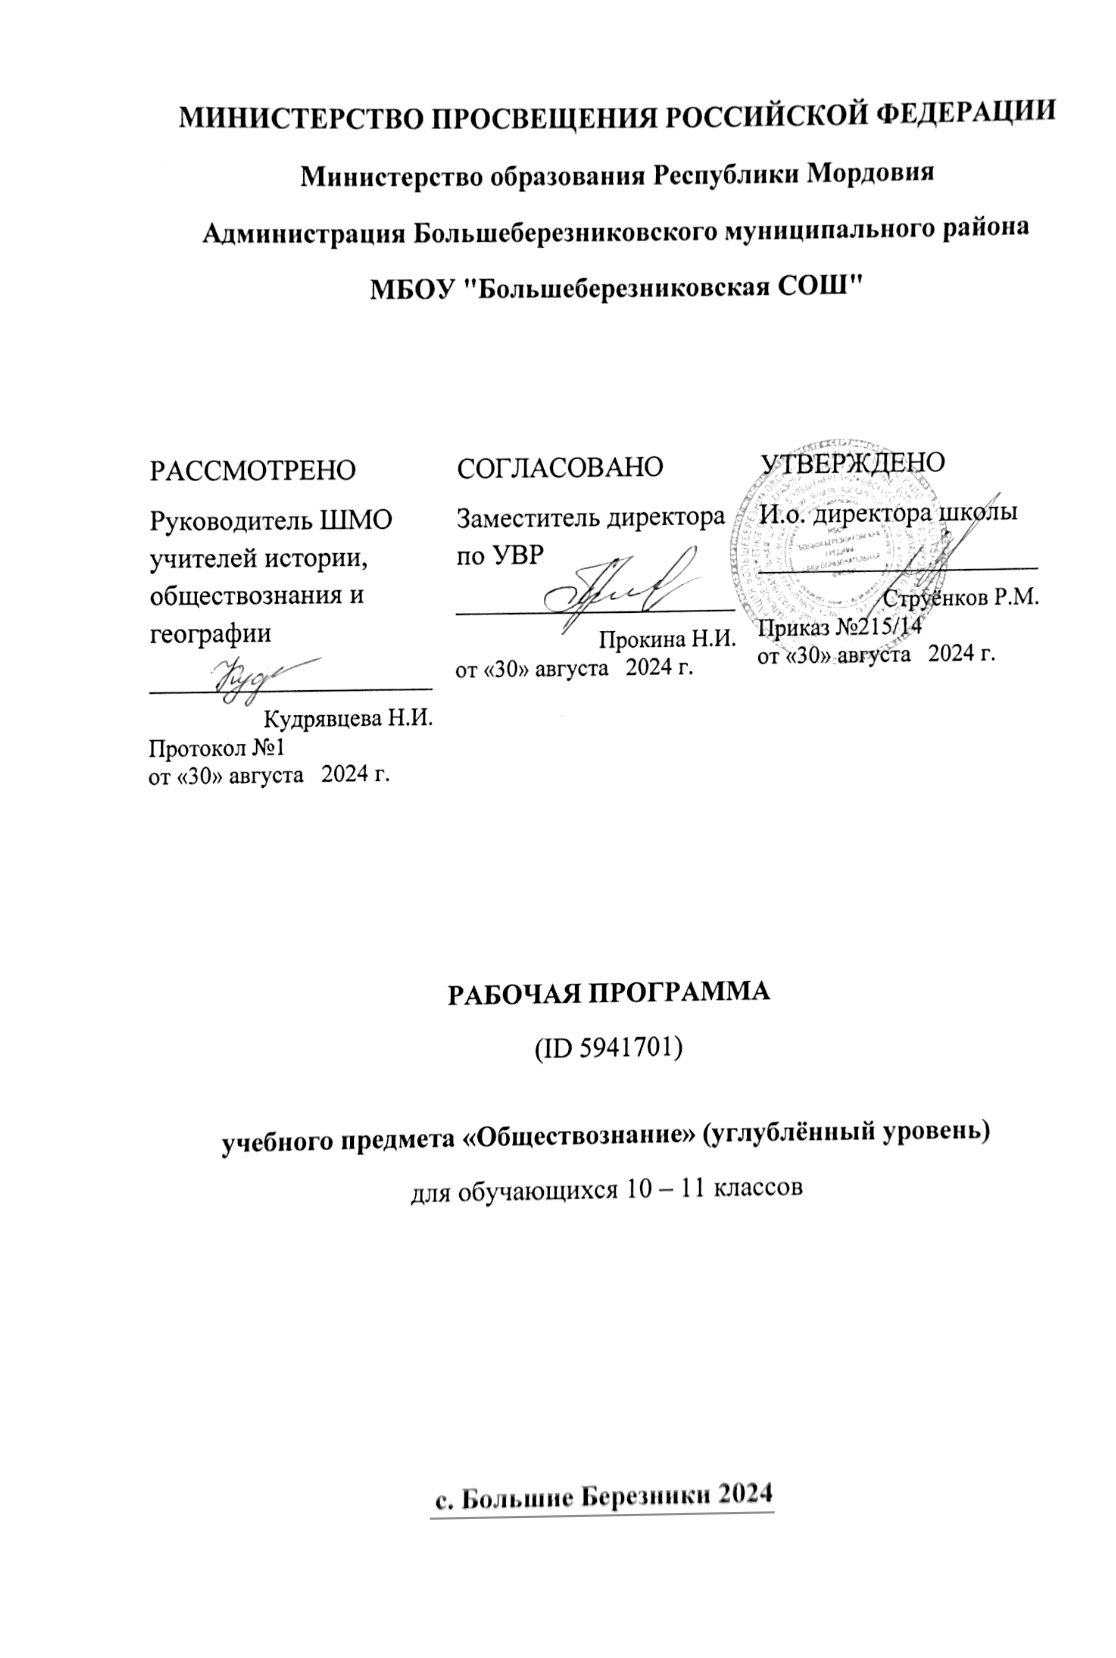 МИНИСТЕРСТВО ПРОСВЕЩЕНИЯ РОССИЙСКОЙ ФЕДЕРАЦИИ
Министерство образования Республики Мордовия
Администрация Большеберезниковского муниципального района
МБОУ "Большеберезниковская СОШ"
РАССМОТРЕНО
Руководитель ШМО
учителей истории,
обществознания и
географии
Кудрявцева Н.И.
Протокол №1
от «30» августа 2024 г.
СОГЛАСОВАНО
Заместитель директора
по УВР
Прокина Н.И.
от «30» августа 2024 г.
УТВЕРЖДЕНО
И.о. директора школы
Струёнков Р.М.
Приказ №215/14
от «30» августа 2024 г.
РАБОЧАЯ ПРОГРАММА
(ID 5941701)
учебного предмета «Обществознание» (углублённый уровень)
для обучающихся 10 – 11 классов
с. Большие Березники 2024